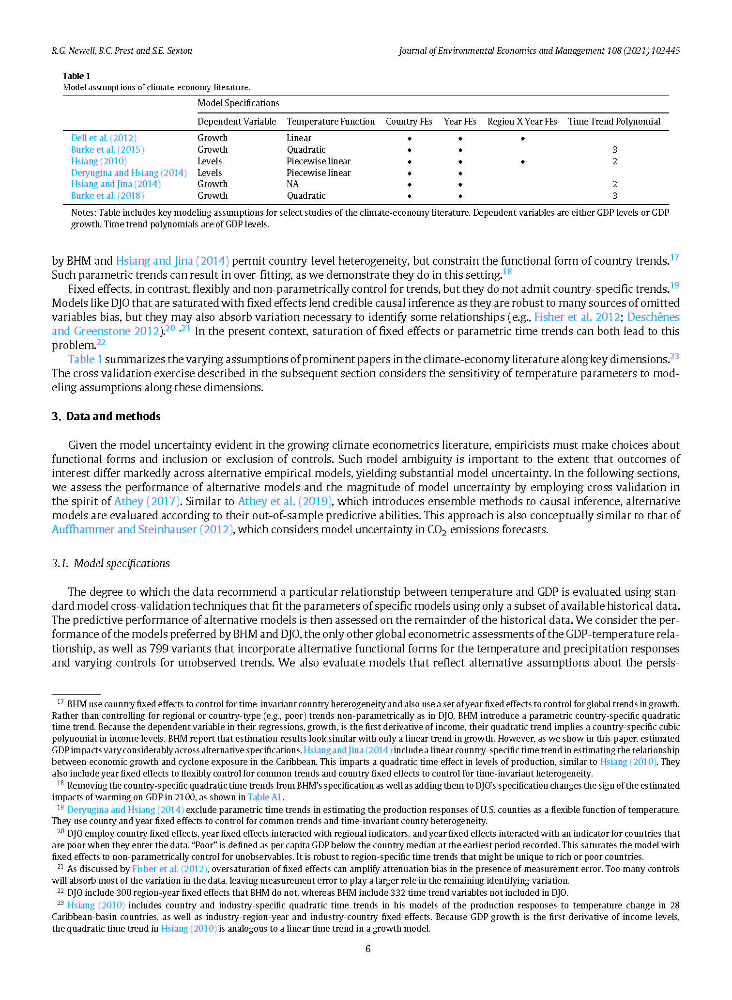 R.G. Newell, B.C. Prest and S.E. Sexton
Journal of Environmental Economics and Management 108 (2021) 102445
Table 1
Model assumptions of climate-economy literature.
Model Specifications
Dependent Variable Temperature Function Country FEs Year FEs Region X Year FEs Time Trend Polynomial
Dell et al. (2012) Growth Linear ♦ ♦ ♦
Burke et al. (2015) Growth Quadratic ♦ ♦ 3
Hsiang (2010) Levels Piecewise linear ♦ ♦ ♦ 2
Deryugina and Hsiang (2014) Levels Piecewise linear ♦ ♦
Hsiang and Jina (2014) Growth NA ♦ ♦ 2
Burke et al. (2018) Growth Quadratic ♦ ♦ 3
Notes: Table includes key modeling assumptions for select studies of the climate-economy literature. Dependent variables are either GDP levels or GDP
growth. Time trend polynomials are of GDP levels.
by BHM and Hsiang and Jina (2014) permit country-level heterogeneity, but constrain the functional form of country trends.17
Such parametric trends can result in over-fitting, as we demonstrate they do in this setting.18
Fixed effects, in contrast, flexibly and non-parametrically control for trends, but they do not admit country-specific trends.19
Models like DJO that are saturated with fixed effects lend credible causal inference as they are robust to many sources of omitted
variables bias, but they may also absorb variation necessary to identify some relationships (e.g., Fisher et al. 2012; Deschênes
and Greenstone 2012).20 ,21 In the present context, saturation of fixed effects or parametric time trends can both lead to this
problem.22
Table 1 summarizes the varying assumptions of prominent papers in the climate-economy literature along key dimensions.23
The cross validation exercise described in the subsequent section considers the sensitivity of temperature parameters to mod-
eling assumptions along these dimensions.
3. Data and methods
Given the model uncertainty evident in the growing climate econometrics literature, empiricists must make choices about
functional forms and inclusion or exclusion of controls. Such model ambiguity is important to the extent that outcomes of
interest differ markedly across alternative empirical models, yielding substantial model uncertainty. In the following sections,
we assess the performance of alternative models and the magnitude of model uncertainty by employing cross validation in
the spirit of Athey (2017). Similar to Athey et al. (2019), which introduces ensemble methods to causal inference, alternative
models are evaluated according to their out-of-sample predictive abilities. This approach is also conceptually similar to that of
Auffhammer and Steinhauser (2012), which considers model uncertainty in CO2 emissions forecasts.
3.1. Model specifications
The degree to which the data recommend a particular relationship between temperature and GDP is evaluated using stan-
dard model cross-validation techniques that fit the parameters of specific models using only a subset of available historical data.
The predictive performance of alternative models is then assessed on the remainder of the historical data. We consider the per-
formance of the models preferred by BHM and DJO, the only other global econometric assessments of the GDP-temperature rela-
tionship, as well as 799 variants that incorporate alternative functional forms for the temperature and precipitation responses
and varying controls for unobserved trends. We also evaluate models that reflect alternative assumptions about the persis-
17 BHM use country fixed effects to control for time-invariant country heterogeneity and also use a set of year fixed effects to control for global trends in growth.
Rather than controlling for regional or country-type (e.g., poor) trends non-parametrically as in DJO, BHM introduce a parametric country-specific quadratic
time trend. Because the dependent variable in their regressions, growth, is the first derivative of income, their quadratic trend implies a country-specific cubic
polynomial in income levels. BHM report that estimation results look similar with only a linear trend in growth. However, as we show in this paper, estimated
GDP impacts vary considerably across alternative specifications. Hsiang and Jina (2014) include a linear country-specific time trend in estimating the relationship
between economic growth and cyclone exposure in the Caribbean. This imparts a quadratic time effect in levels of production, similar to Hsiang (2010). They
also include year fixed effects to flexibly control for common trends and country fixed effects to control for time-invariant heterogeneity.
18 Removing the country-specific quadratic time trends from BHM's specification as well as adding them to DJO's specification changes the sign of the estimated
impacts of warming on GDP in 2100, as shown in Table A1.
19 Deryugina and Hsiang (2014) exclude parametric time trends in estimating the production responses of U.S. counties as a flexible function of temperature.
They use county and year fixed effects to control for common trends and time-invariant county heterogeneity.
20 DJO employ country fixed effects, year fixed effects interacted with regional indicators, and year fixed effects interacted with an indicator for countries that
are poor when they enter the data. “Poor” is defined as per capita GDP below the country median at the earliest period recorded. This saturates the model with
fixed effects to non-parametrically control for unobservables. It is robust to region-specific time trends that might be unique to rich or poor countries.
21 As discussed by Fisher et al. (2012), oversaturation of fixed effects can amplify attenuation bias in the presence of measurement error. Too many controls
will absorb most of the variation in the data, leaving measurement error to play a larger role in the remaining identifying variation.
22 DJO include 300 region-year fixed effects that BHM do not, whereas BHM include 332 time trend variables not included in DJO.
23 Hsiang (2010) includes country and industry-specific quadratic time trends in his models of the production responses to temperature change in 28
Caribbean-basin countries, as well as industry-region-year and industry-country fixed effects. Because GDP growth is the first derivative of income levels,
the quadratic time trend in Hsiang (2010) is analogous to a linear time trend in a growth model.
6